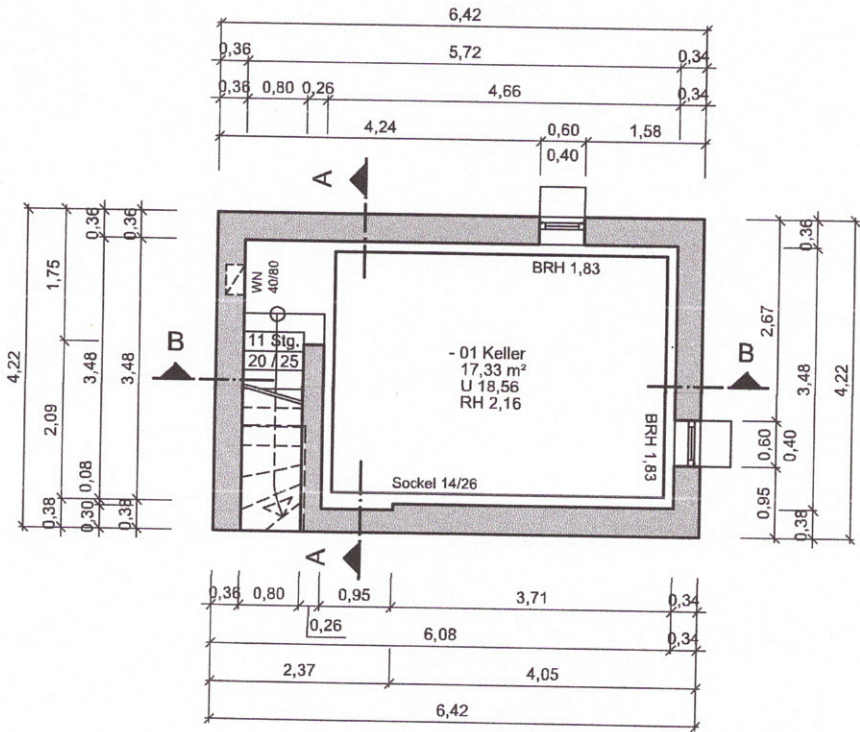 6,42
0,36 5,72 0,34
0,36 0,80 0,26 4,66 0,34
4,24 0,60 1,58
0,40
A
0,36 0,36 0,36
1,75
WN
40/80
BRH 1,83
0,36
2,67
B
11 Stg.
20 / 25
- 01 Keller
17,33 m²
U 18,56
RH 2,16
B
4,22
3,48
3,48
2,09
3,48
4,22
BRH 1,83
0,60
0,40
0,08
Sockel 14/26
0,95
0,38
0,30
0,38
0,38
A
0,36 0,80 0,95 3,71 0,34
0,26
6,08 0,34
2,37 4,05
6,42